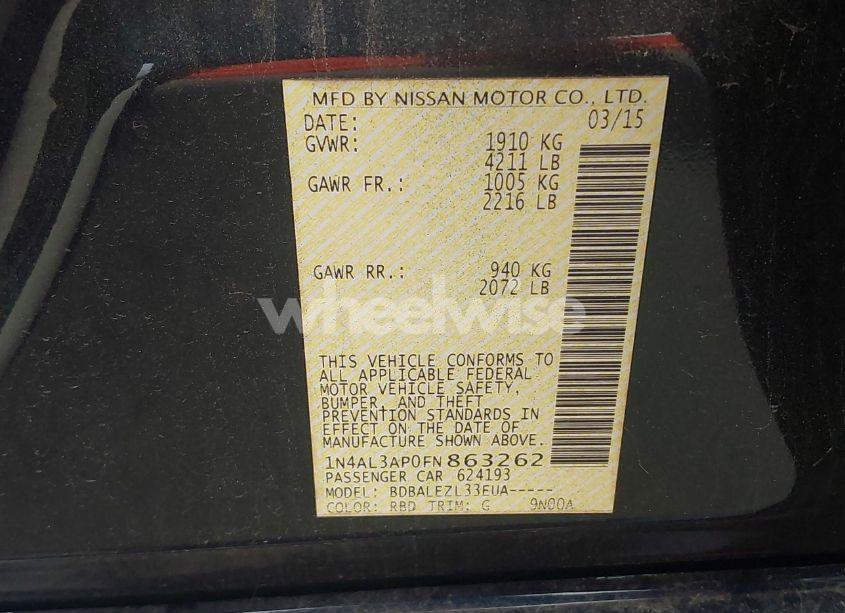 MFD BY NISSAN MOTOR CO., LTD.
DATE: 03/15
GVWR: 1910 KG
4211 LB
GAWR FR.: 1005 KG
2216 LB
GAWR RR.: 940 KG
2072 LB
wheelwise
THIS VEHICLE CONFORMS TO
ALL APPLICABLE FEDERAL
MOTOR VEHICLE SAFETY,
BUMPER, AND THEFT
PREVENTION STANDARDS IN
EFFECT ON THE DATE OF
MANUFACTURE SHOWN ABOVE.
1N4AL3AP0FN863262
PASSENGER CAR 624193
MODEL: BDBALEZL33EUA-----
COLOR: RBD TRIM: G 9N00A